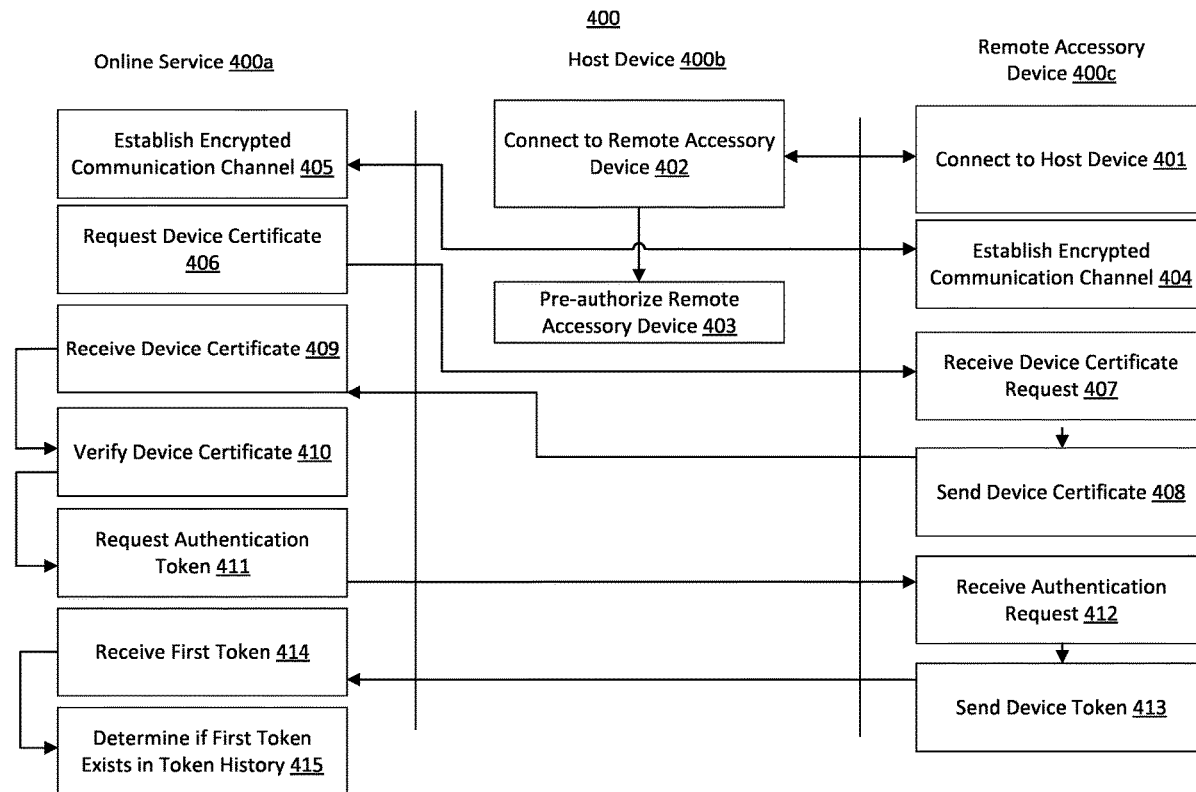 400
Online Service 400a
Host Device 400b
Remote Accessory
Device 400c
Establish Encrypted
Communication Channel 405
Connect to Remote Accessory
Device 402
Connect to Host Device 401
Request Device Certificate
406
Establish Encrypted
Communication Channel 404
Pre-authorize Remote
Accessory Device 403
Receive Device Certificate 409
Receive Device Certificate
Request 407
Verify Device Certificate 410
Send Device Certificate 408
Request Authentication
Token 411
Receive Authentication
Request 412
Receive First Token 414
Send Device Token 413
Determine if First Token
Exists in Token History 415